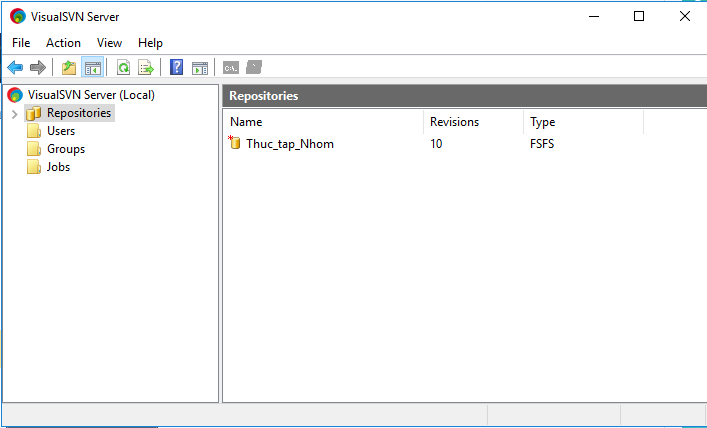 VisualSVN Server
File Action View Help
VisualSVN Server (Local)
Repositories
Users
Groups
Jobs
Repositories
Name Revisions Type
Thuc_tap_Nhom 10 FSFS